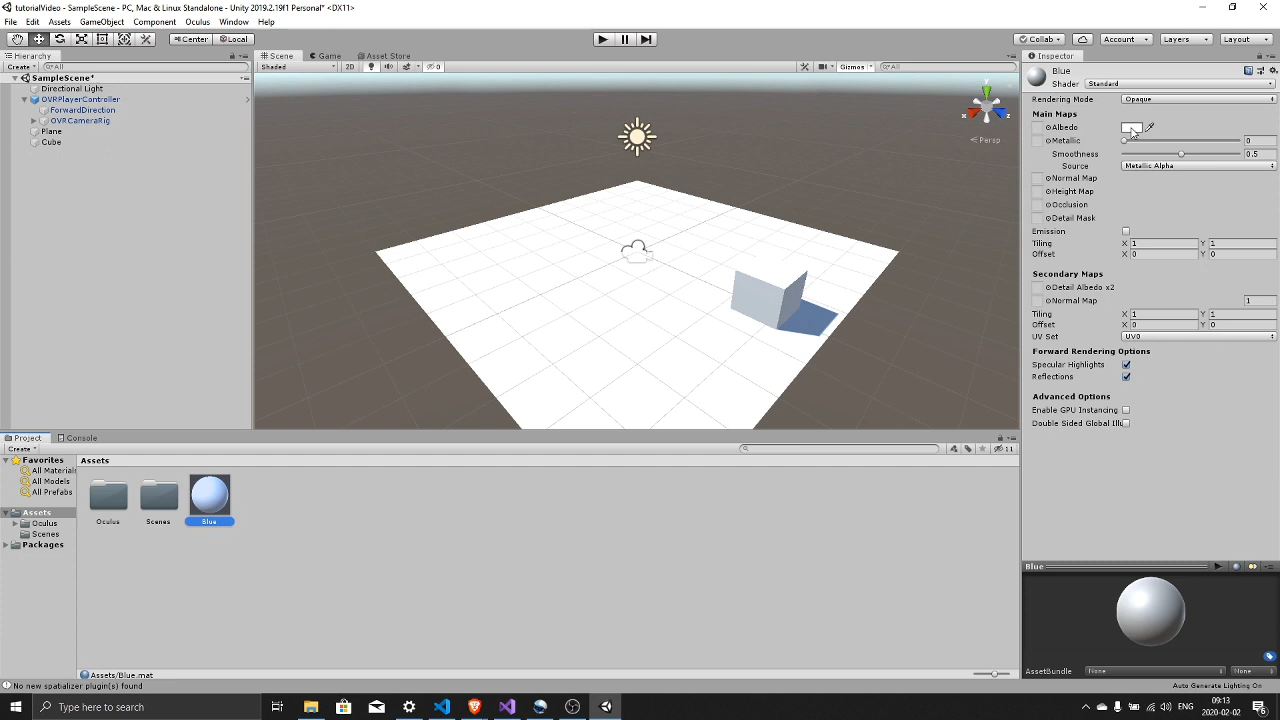 tutorialVideo - SampleScene - PC, Mac & Linux Standalone - Unity 2019.2.19f1 Personal* <DX11>
File Edit Assets GameObject Component Oculus Window Help
Center Local Collab Account Layers Layout
Hierarchy
Create All
SampleScene*
Directional Light
OVRPlayerController
ForwardDirection
OVRCameraRig
Plane
Cube
Scene Game Asset Store
Shaded 2D 0 Gizmos All
y
x z
Persp
Inspector
Blue
Shader Standard
Rendering Mode Opaque
Main Maps
Albedo
Metallic 0
Smoothness 0.5
Source Metallic Alpha
Normal Map
Height Map
Occlusion
Detail Mask
Emission
Tiling X 1 Y 1
Offset X 0 Y 0
Secondary Maps
Detail Albedo x2
Normal Map 1
Tiling X 1 Y 1
Offset X 0 Y 0
UV Set UV0
Forward Rendering Options
Specular Highlights
Reflections
Advanced Options
Enable GPU Instancing
Double Sided Global Illu
Project Console
Create 11
Favorites
All Materials
All Models
All Prefabs
Assets
Oculus
Scenes
Packages
Assets
Oculus Scenes Blue
Assets/Blue.mat
Blue
AssetBundle None None
No new spatializer plugin(s) found
Auto Generate Lighting On
Type here to search
ENG
09:13
2020-02-02